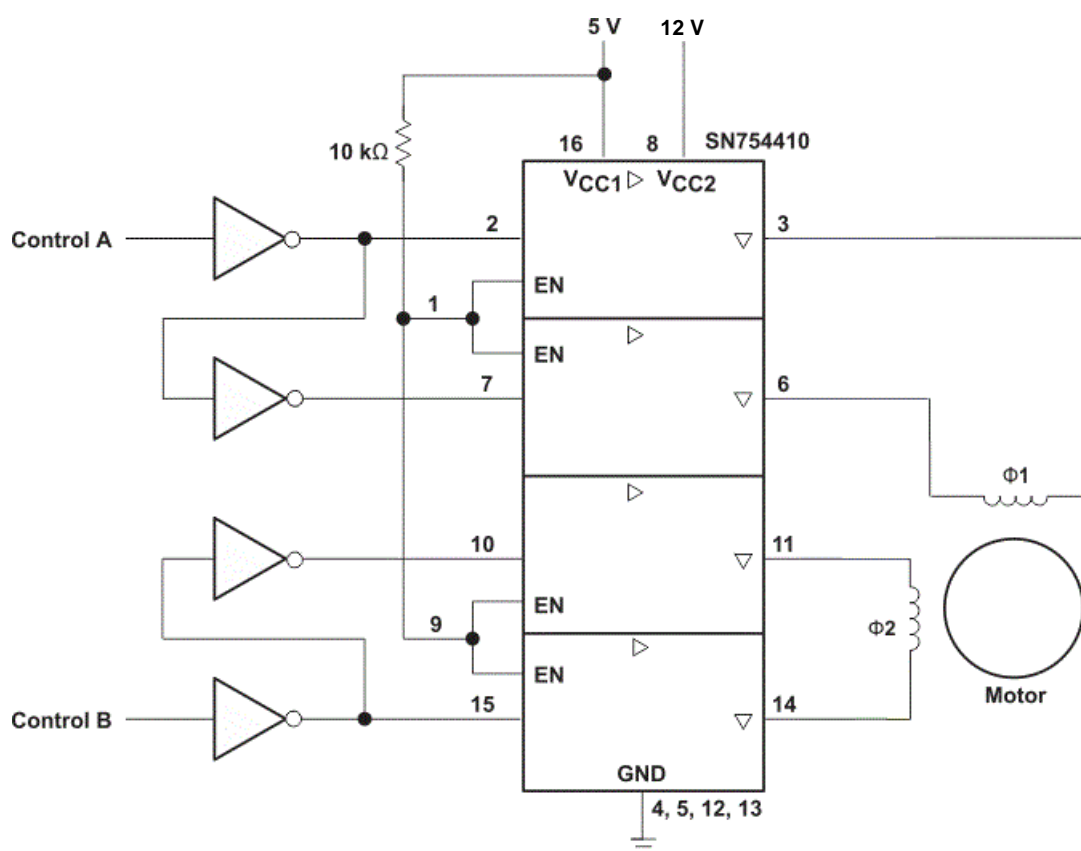 5 V
12 V
16
8
SN754410
10 kΩ
VCC1
VCC2
Control A
2
3
EN
1
EN
7
6
Φ1
10
11
EN
9
Φ2
EN
Motor
Control B
15
14
GND
4, 5, 12, 13